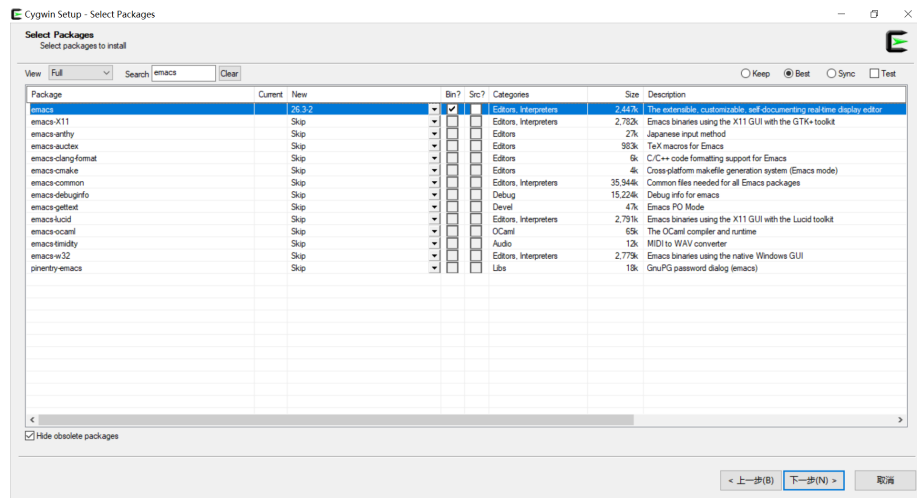 Cygwin Setup - Select Packages
Select Packages
Select packages to install
View Full Search emacs Clear Keep Best Sync Test
Package Current New Bin? Src? Categories Size Description
emacs 26.3-2 Editors, Interpreters 2,447k The extensible, customizable, self-documenting real-time display editor
emacs-X11 Skip Editors, Interpreters 2,782k Emacs binaries using the X11 GUI with the GTK+ toolkit
emacs-anthy Skip Editors 27k Japanese input method
emacs-auctex Skip Editors 983k TeX macros for Emacs
emacs-clang-format Skip Editors 6k C/C++ code formatting support for Emacs
emacs-cmake Skip Editors 4k Cross-platform makefile generation system (Emacs mode)
emacs-common Skip Editors, Interpreters 35,944k Common files needed for all Emacs packages
emacs-debuginfo Skip Debug 15,224k Debug info for emacs
emacs-gettext Skip Devel 47k Emacs PO Mode
emacs-lucid Skip Editors, Interpreters 2,791k Emacs binaries using the X11 GUI with the Lucid toolkit
emacs-ocaml Skip OCaml 65k The OCaml compiler and runtime
emacs-timidity Skip Audio 12k MIDI to WAV converter
emacs-w32 Skip Editors, Interpreters 2,779k Emacs binaries using the native Windows GUI
pinentry-emacs Skip Libs 18k GnuPG password dialog (emacs)
Hide obsolete packages
< 上一步(B) 下一步(N) > 取消